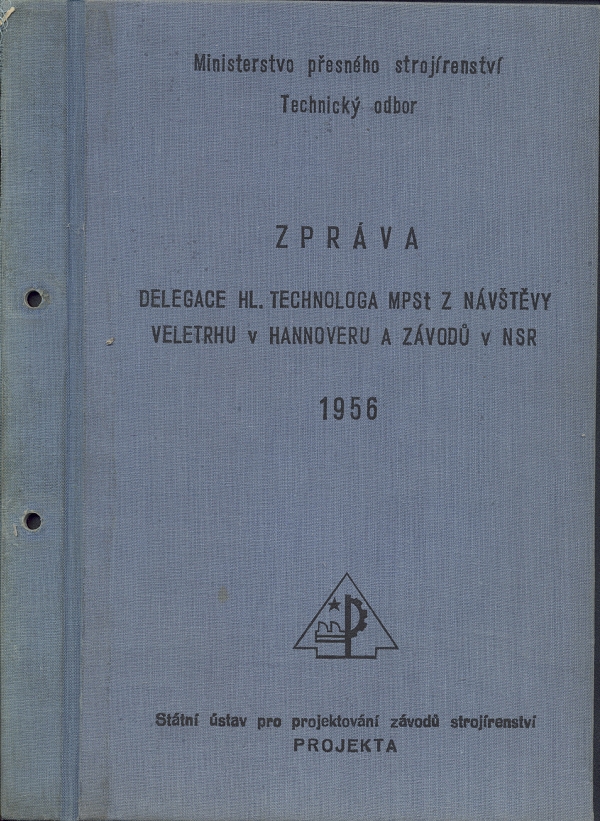 Ministerstvo přesného strojírenství
Technický odbor
ZPRÁVA
DELEGACE HL. TECHNOLOGA MPSt Z NÁVŠTĚVY
VELETRHU v HANNOVERU A ZÁVODŮ v NSR
1956
P
Státní ústav pro projektování závodů strojírenství
PROJEKTA